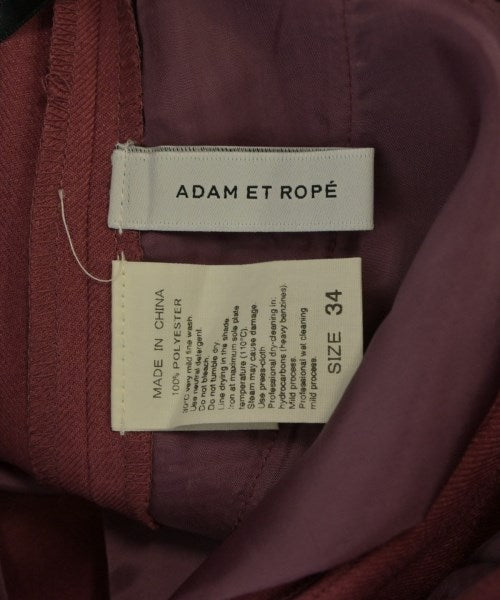 ADAM ET ROPÉ
MADE IN CHINA
100% POLYESTER
30°C very mild fine wash
Use neutral detergent.
Do not bleach.
Do not tumble dry.
Line drying in the shade.
Iron at maximum sole plate
temperature (110°C).
Steam may cause damage.
Use press-cloth.
Professional dry-cleaning in:
hydrocarbons (heavy benzines).
Mild process.
Professional wet cleaning
mild process.
SIZE 34